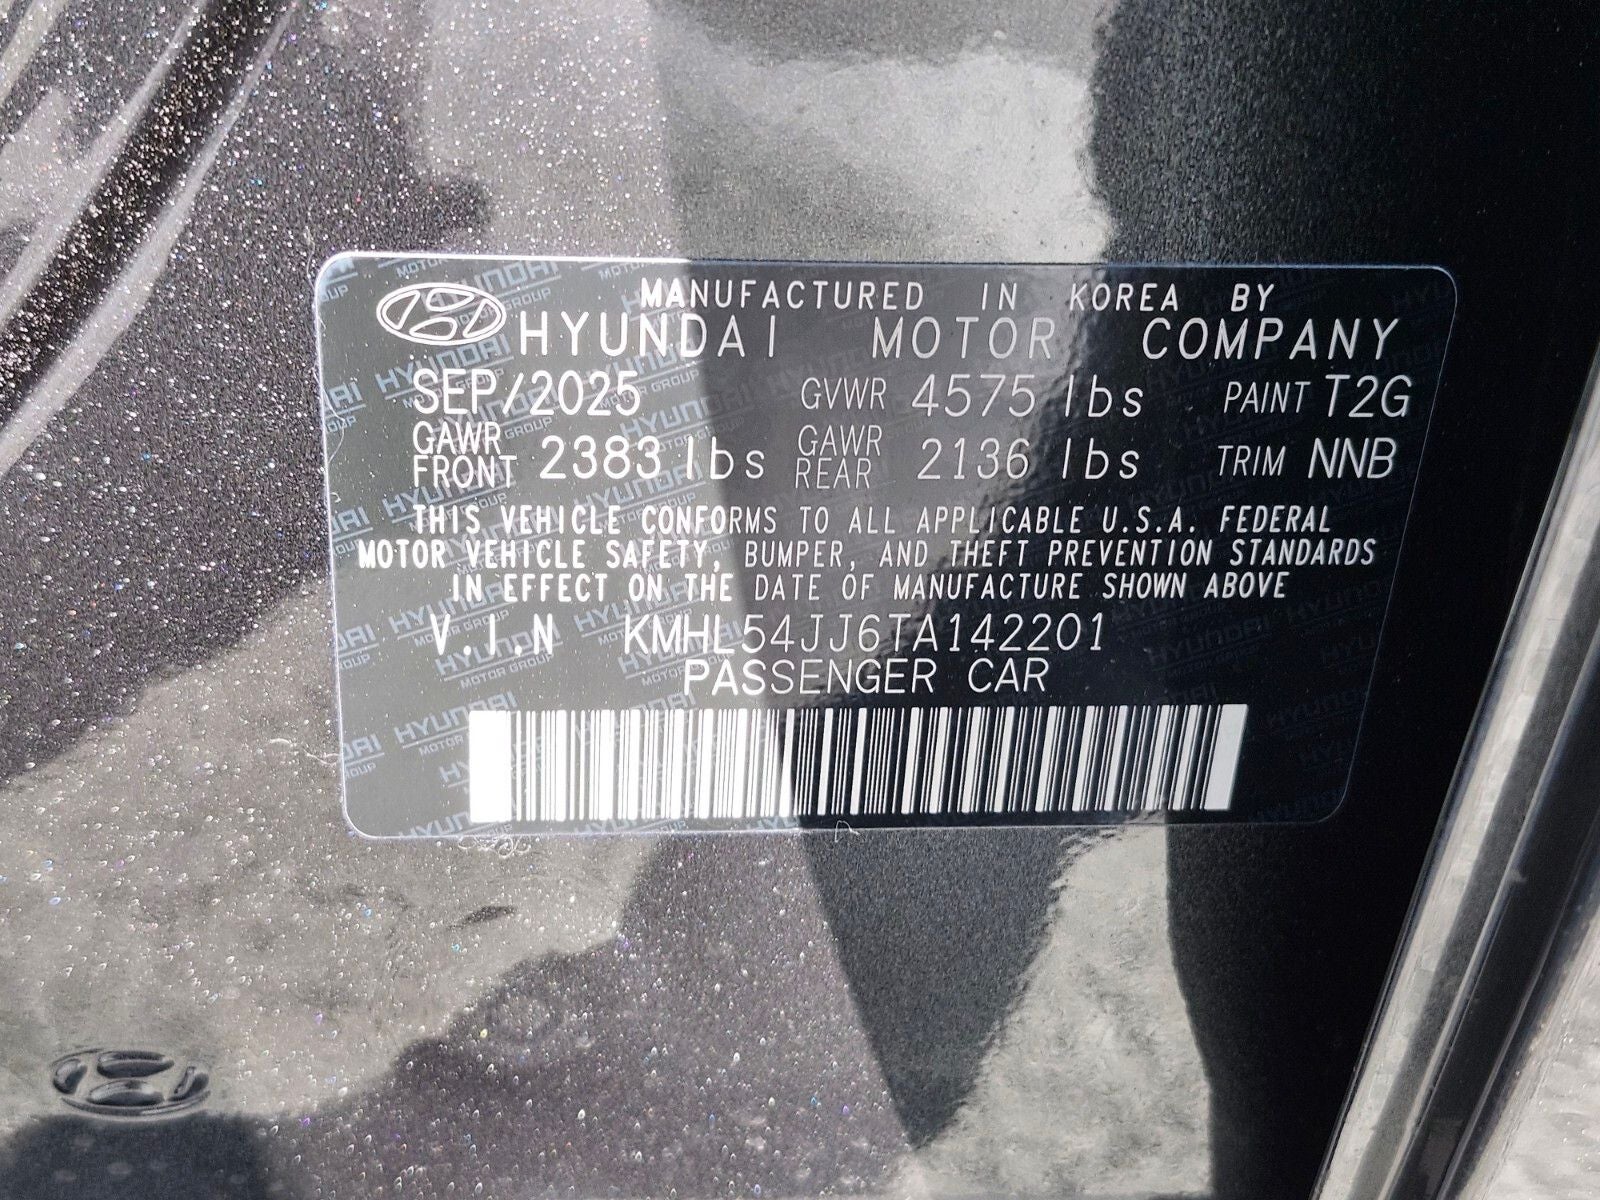 MANUFACTURED IN KOREA BY
HYUNDAI MOTOR COMPANY
SEP/2025 GVWR 4575 lbs PAINT T2G
GAWR FRONT 2383 lbs GAWR REAR 2136 lbs TRIM NNB
THIS VEHICLE CONFORMS TO ALL APPLICABLE U.S.A. FEDERAL
MOTOR VEHICLE SAFETY, BUMPER, AND THEFT PREVENTION STANDARDS
IN EFFECT ON THE DATE OF MANUFACTURE SHOWN ABOVE
V.I.N KMHL54JJ6TA142201
PASSENGER CAR